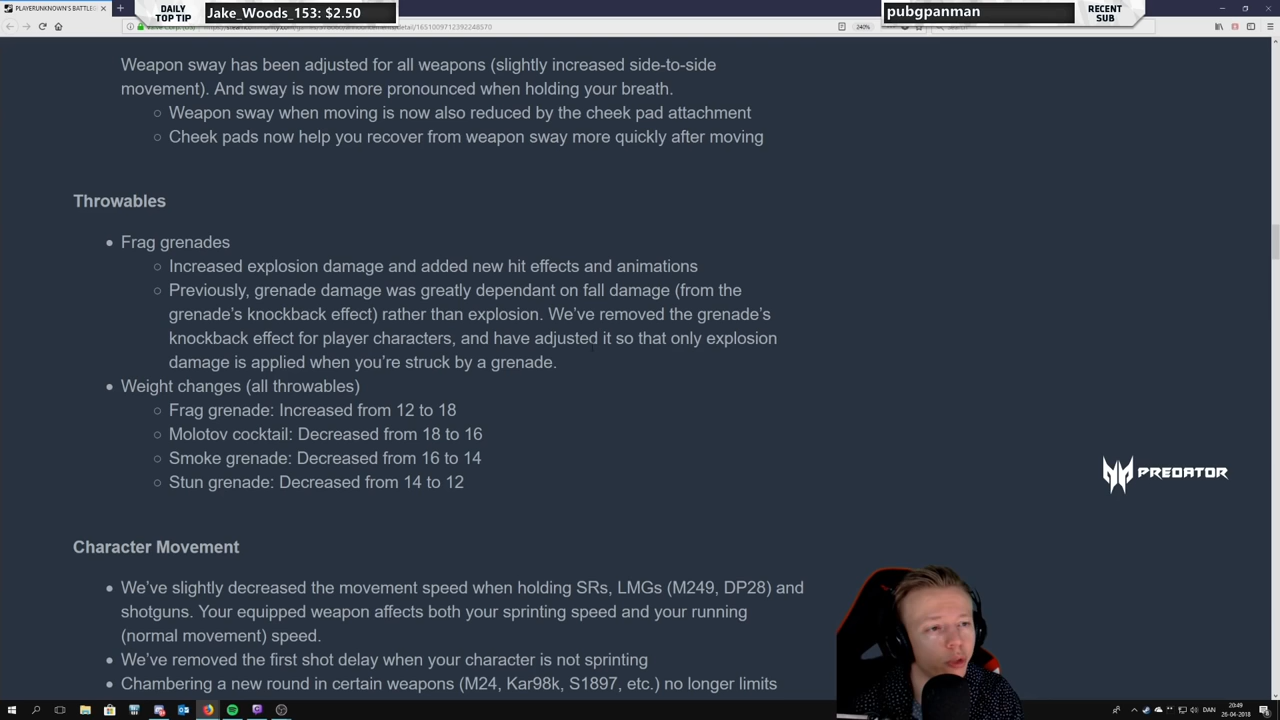 DAILY
TOP TIP
Jake_Woods_153: $2.50
pubgpanman
RECENT
SUB
PLAYERUNKNOWN'S BATTLEG
240%
Weapon sway has been adjusted for all weapons (slightly increased side-to-side
movement). And sway is now more pronounced when holding your breath.
Weapon sway when moving is now also reduced by the cheek pad attachment
Cheek pads now help you recover from weapon sway more quickly after moving
Throwables
Frag grenades
Increased explosion damage and added new hit effects and animations
Previously, grenade damage was greatly dependant on fall damage (from the
grenade's knockback effect) rather than explosion. We've removed the grenade's
knockback effect for player characters, and have adjusted it so that only explosion
damage is applied when you're struck by a grenade.
Weight changes (all throwables)
Frag grenade: Increased from 12 to 18
Molotov cocktail: Decreased from 18 to 16
Smoke grenade: Decreased from 16 to 14
Stun grenade: Decreased from 14 to 12
PREDATOR
Character Movement
We've slightly decreased the movement speed when holding SRs, LMGs (M249, DP28) and
shotguns. Your equipped weapon affects both your sprinting speed and your running
(normal movement) speed.
We've removed the first shot delay when your character is not sprinting
Chambering a new round in certain weapons (M24, Kar98k, S1897, etc.) no longer limits
DAN
20:49
26-04-2018